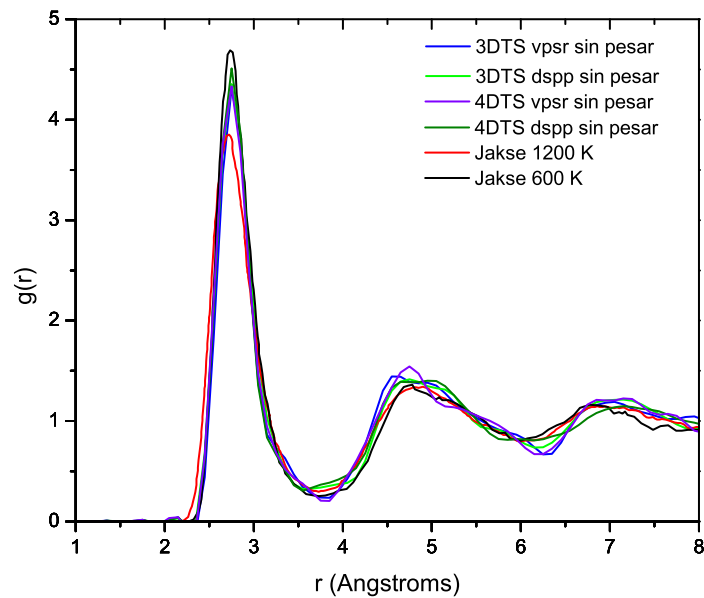 5
4
3
2
1
0
g(r)
3DTS vpsr sin pesar
3DTS dspp sin pesar
4DTS vpsr sin pesar
4DTS dspp sin pesar
Jakse 1200 K
Jakse 600 K
1 2 3 4 5 6 7 8
r (Angstroms)